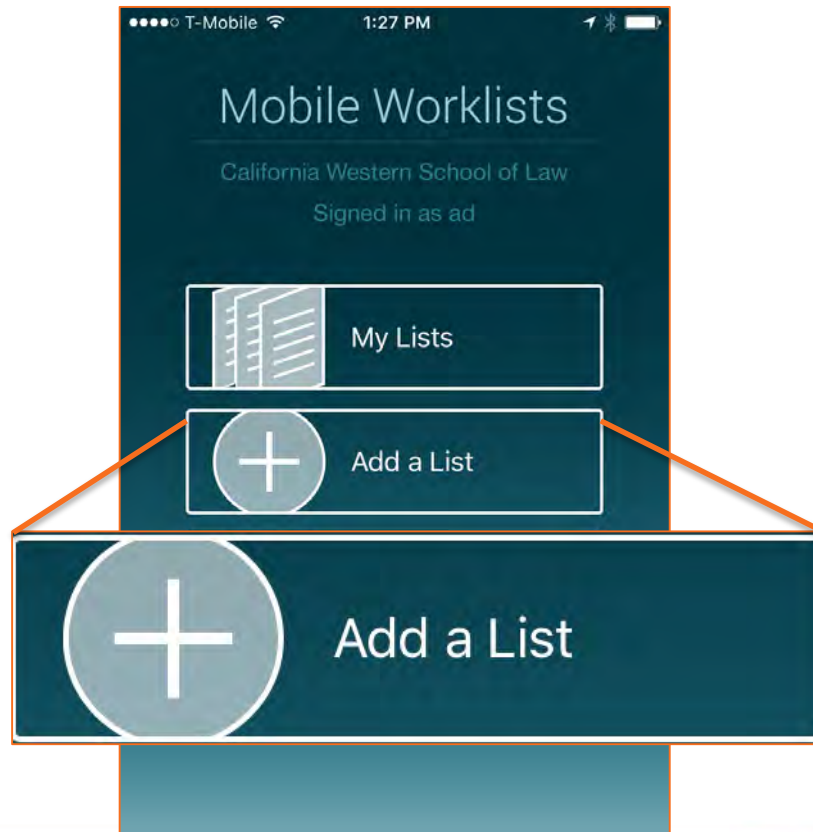 T-Mobile 1:27 PM
Mobile Worklists
California Western School of Law
Signed in as ad
My Lists
Add a List
Add a List